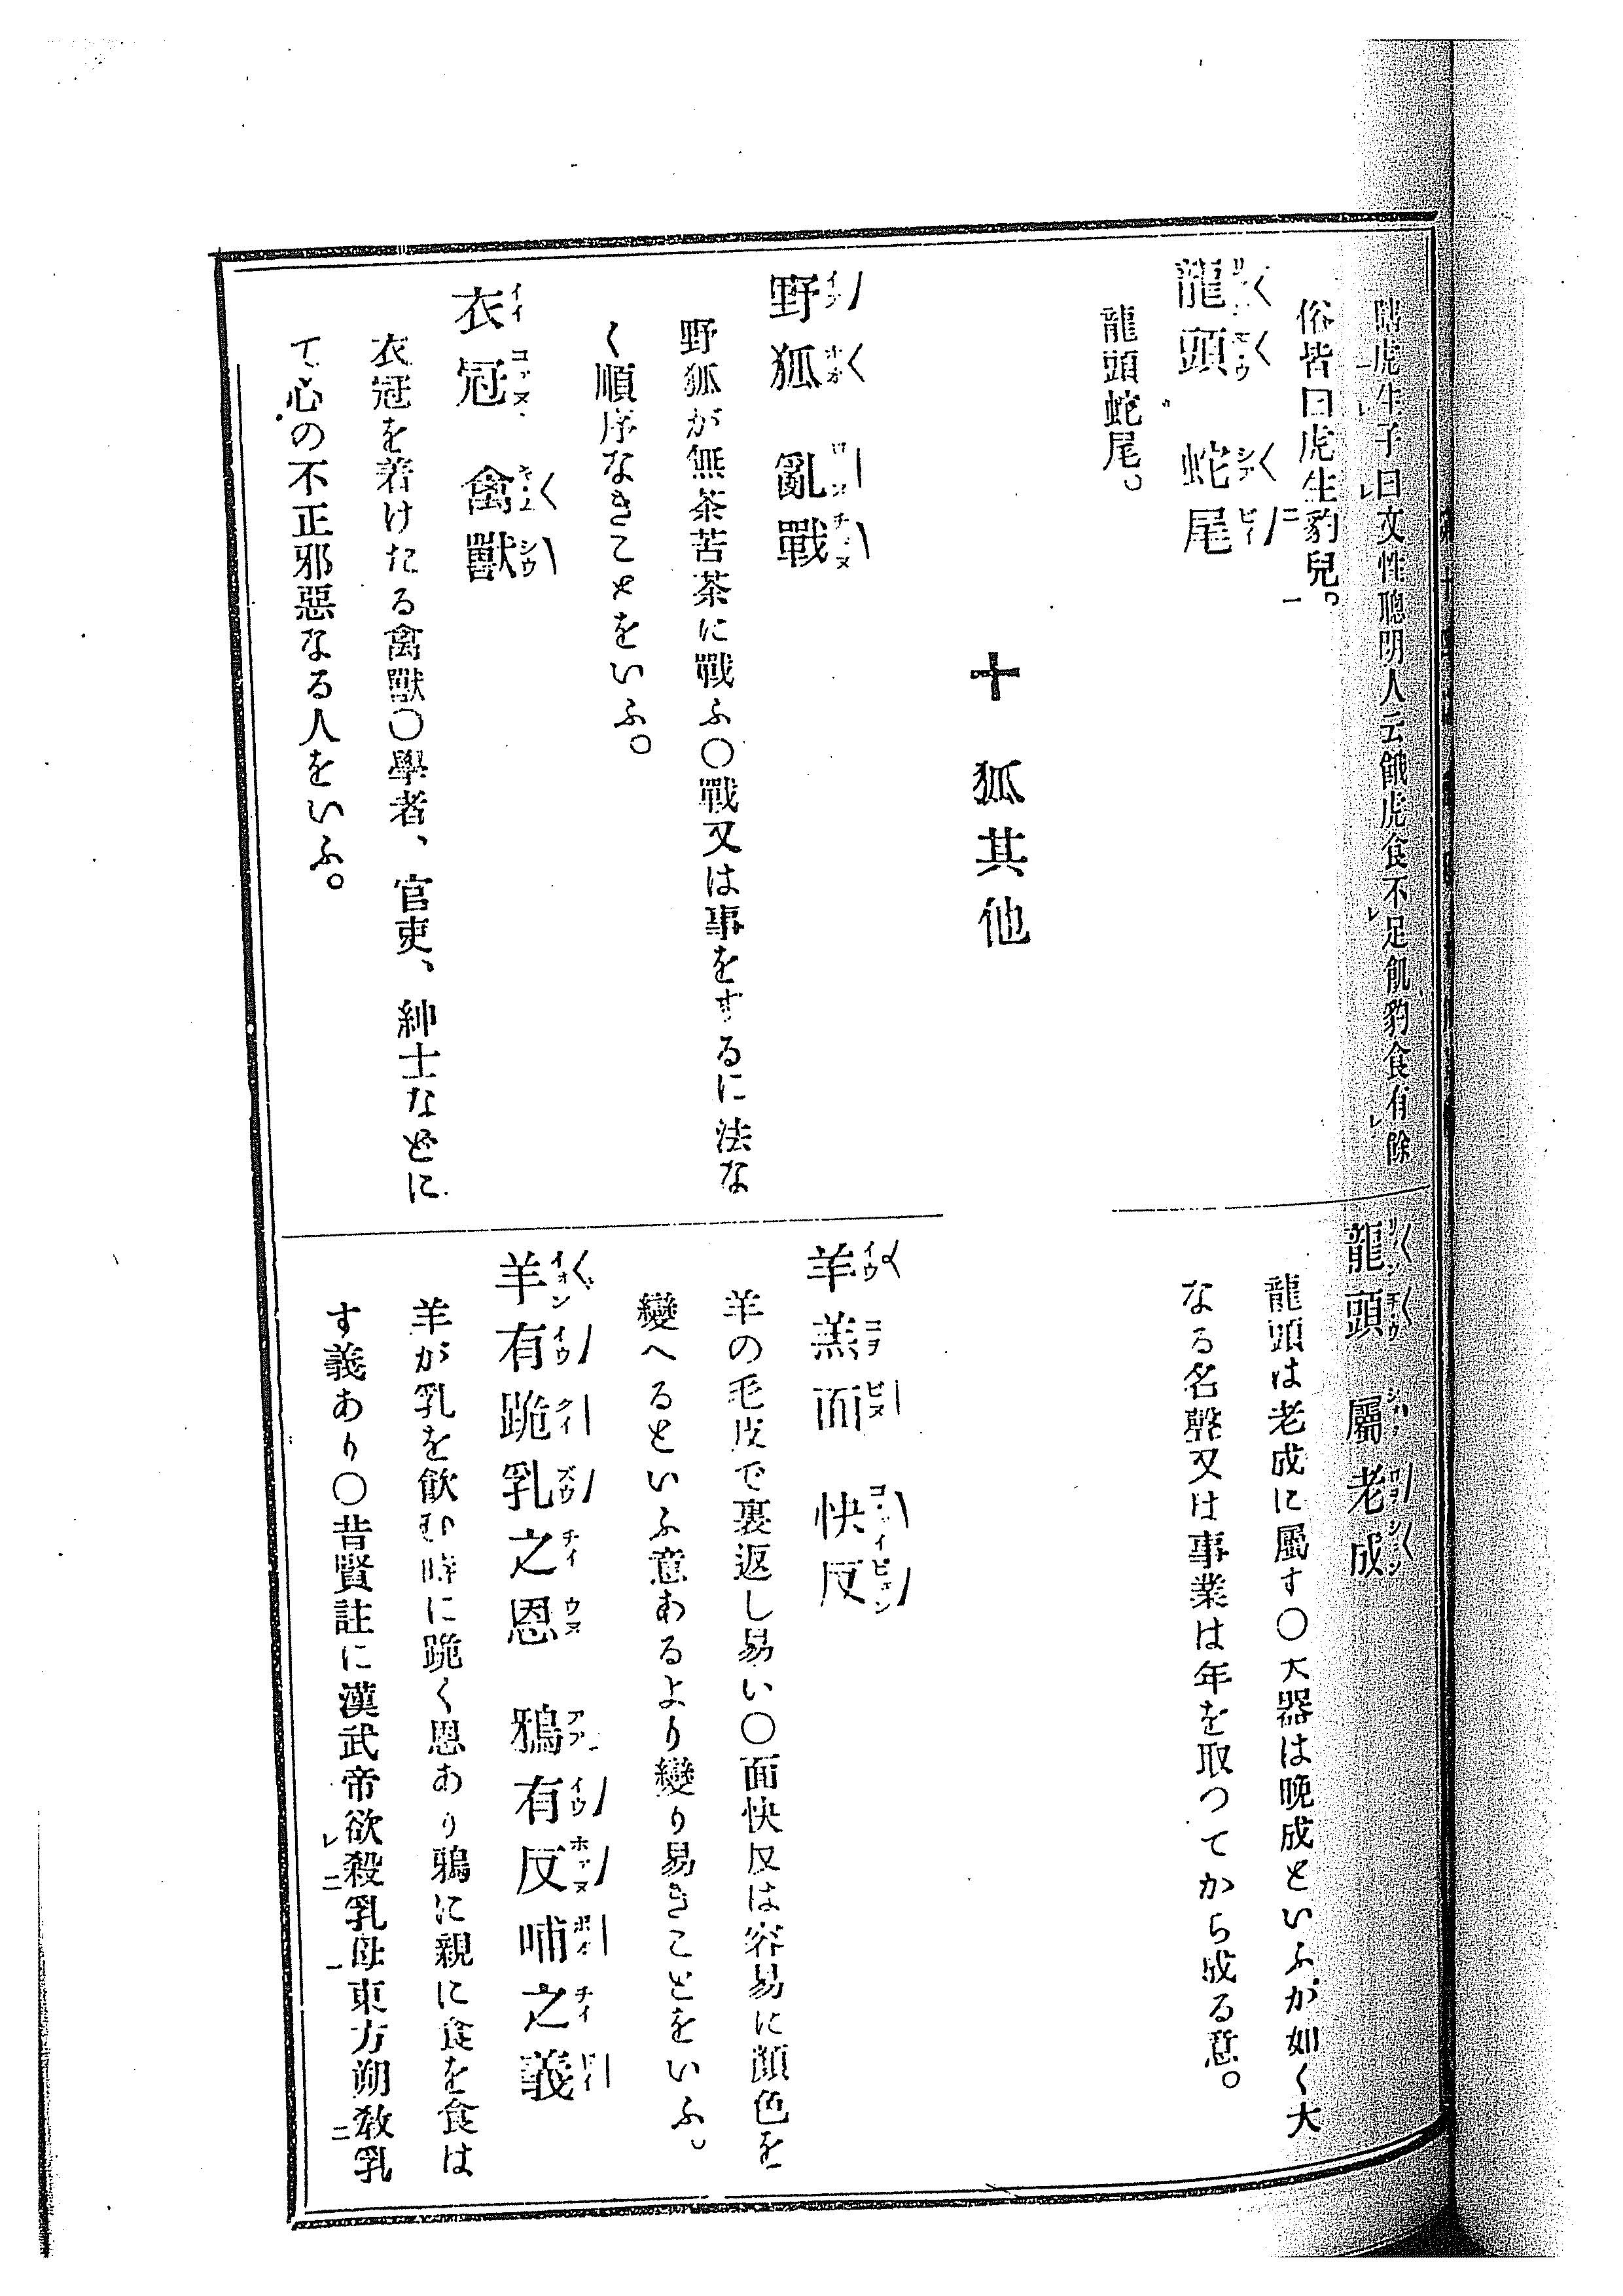 虎生子曰文性聰明人云餓虎食不足飢豹食有餘
俗皆曰虎生豹兒。
龍頭 蛇尾
龍頭蛇尾。
龍頭 屬老成
龍頭は老成に屬す〇大器は晩成といふが如く大
なる名聲又は事業は年を取つてから成る意。
十 狐其他
野狐 亂戰
野狐が無茶苦茶に戰ふ〇戰又は事をするに法な
く順序なきことをいふ。
衣冠 禽獸
衣冠を着けたる禽獸〇學者、官吏、紳士などに
て心の不正邪惡なる人をいふ。
羊羔面 快反
羊の毛皮で裏返し易い〇面快反は容易に顏色を
變へるといふ意あるより變り易きことをいふ。
羊有跪乳之恩 鴉有反哺之義
羊が乳を飮む時に跪く恩あり鴉に親に食を食は
す義あり〇昔賢註に漢武帝欲殺乳母東方朔敎乳